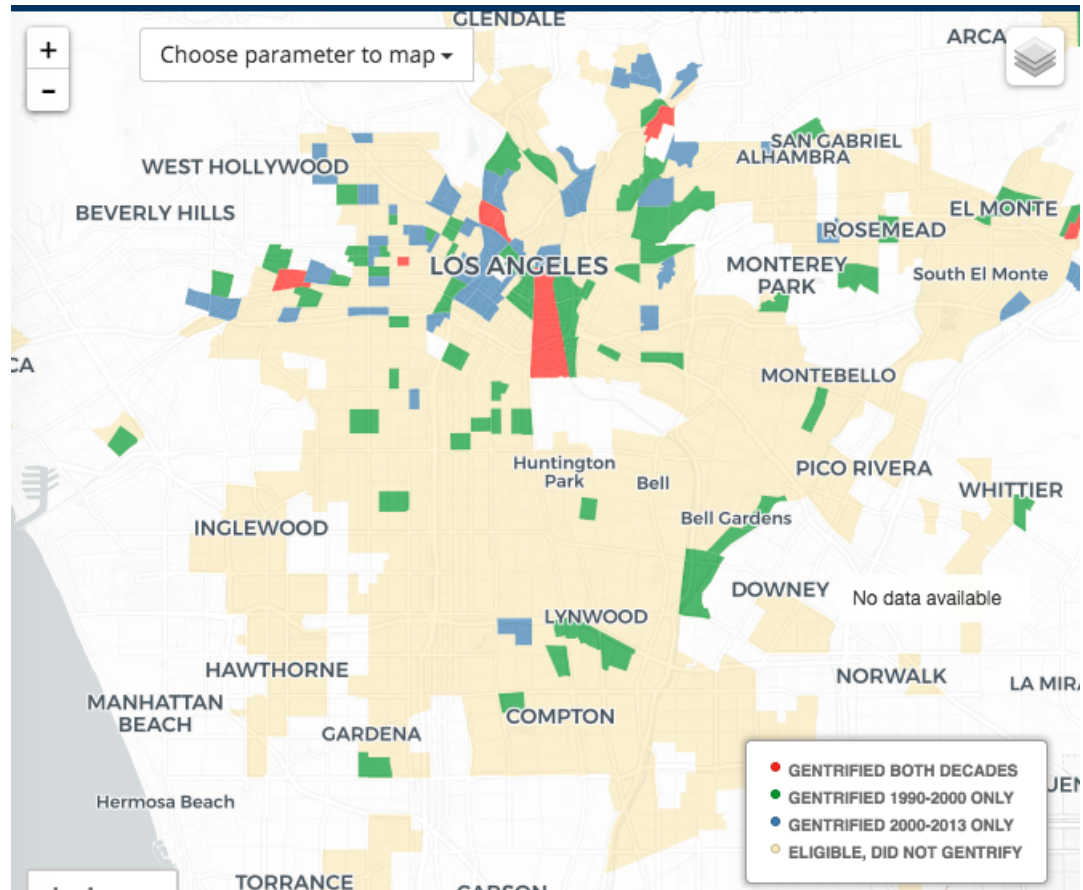 GLENDALE
+
-
Choose parameter to map
ARCA
SAN GABRIEL
ALHAMBRA
WEST HOLLYWOOD
BEVERLY HILLS
EL MONTE
ROSEMEAD
LOS ANGELES
MONTEREY
PARK
South El Monte
CA
MONTEBELLO
Huntington
Park
Bell
PICO RIVERA
WHITTIER
INGLEWOOD
Bell Gardens
DOWNEY
No data available
LYNWOOD
HAWTHORNE
NORWALK
LA MIRA
MANHATTAN
BEACH
COMPTON
GARDENA
GENTRIFIED BOTH DECADES
GENTRIFIED 1990-2000 ONLY
GENTRIFIED 2000-2013 ONLY
ELIGIBLE, DID NOT GENTRIFY
UEN
Hermosa Beach
TORRANCE
CARSON